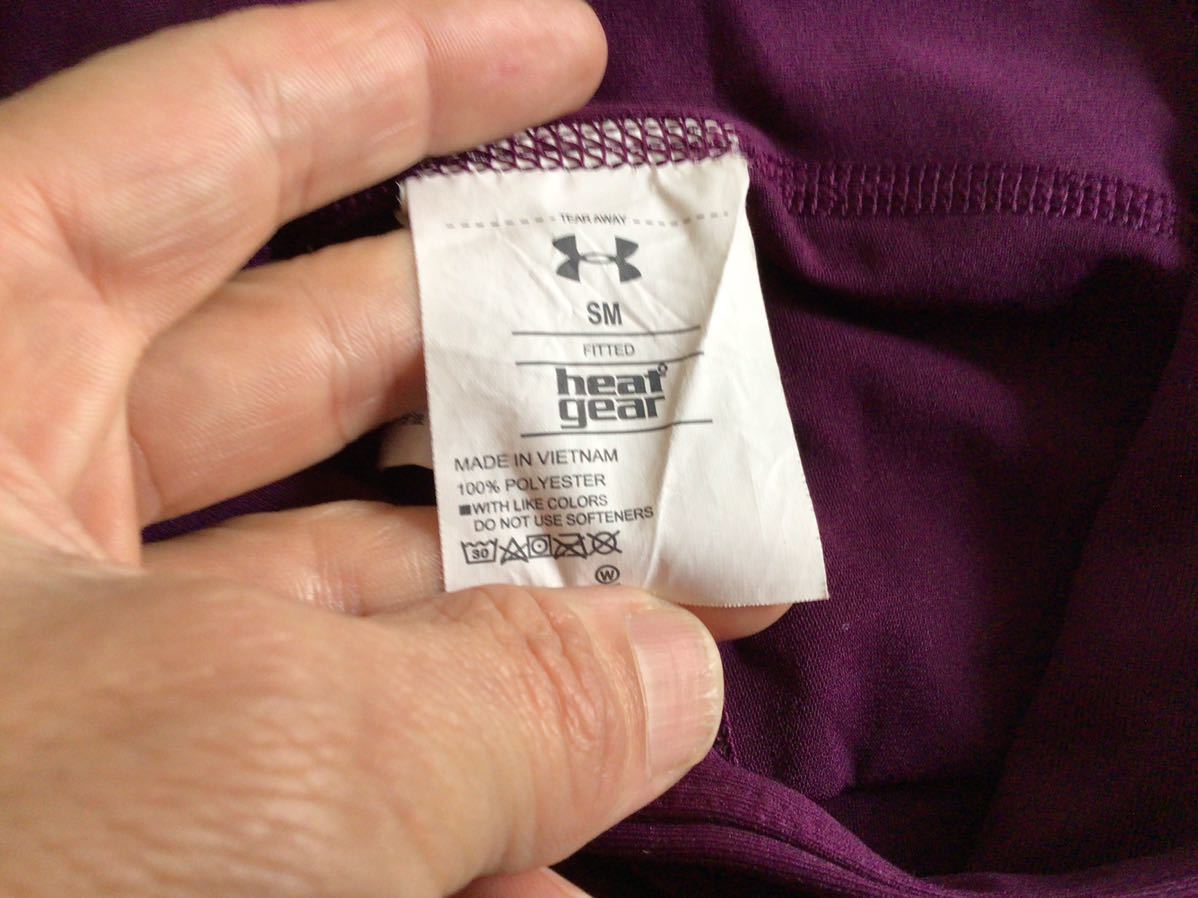 TEAR AWAY
SM
FITTED
heat
gear
MADE IN VIETNAM
100% POLYESTER
WITH LIKE COLORS
DO NOT USE SOFTENERS
30
W